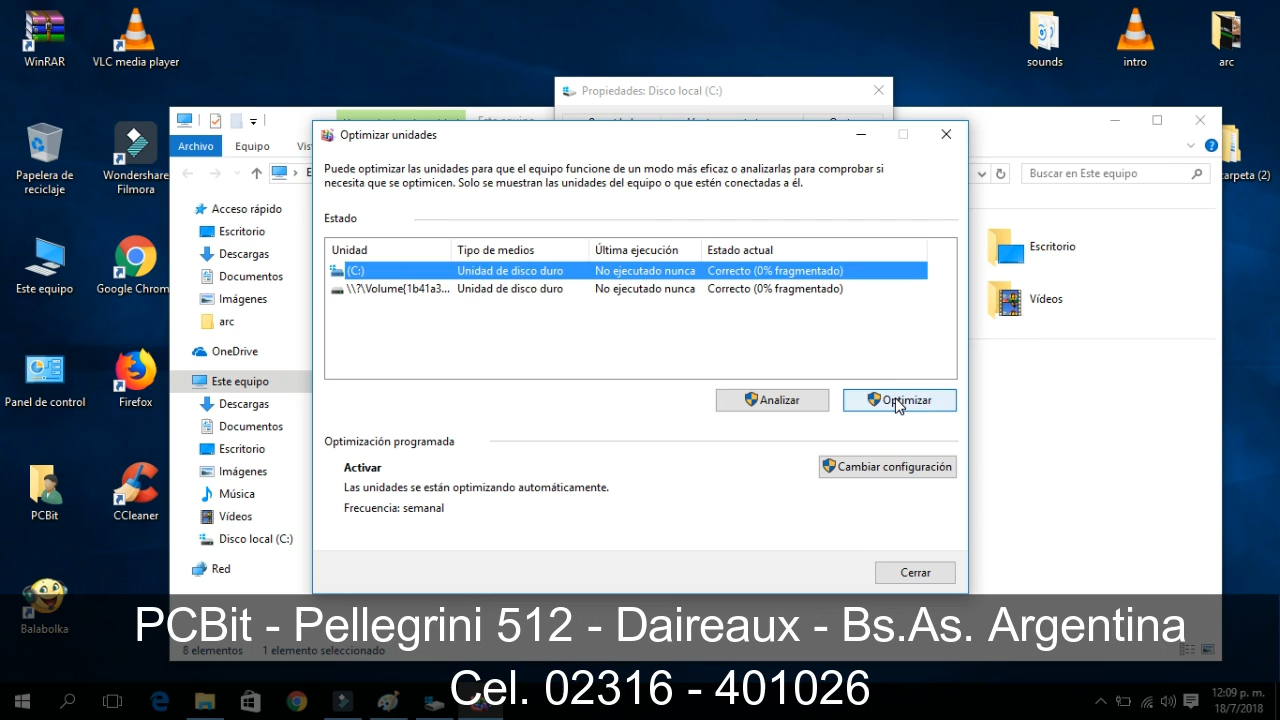 WinRAR
VLC media player
sounds
intro
arc
Propiedades: Disco local (C:)
Optimizar unidades
Archivo
Equipo
Puede optimizar las unidades para que el equipo funcione de un modo más eficaz o analizarlas para comprobar si
necesita que se optimicen. Solo se muestran las unidades del equipo o que estén conectadas a él.
Buscar en Este equipo
Papelera de
reciclaje
Wondershare
Filmora
carpeta (2)
Estado
Unidad
Tipo de medios
Última ejecución
Estado actual
(C:)
Unidad de disco duro
No ejecutado nunca
Correcto (0% fragmentado)
\\?\Volume{1b41a3...
Unidad de disco duro
No ejecutado nunca
Correcto (0% fragmentado)
Acceso rápido
Escritorio
Descargas
Documentos
Imágenes
arc
OneDrive
Este equipo
Descargas
Documentos
Escritorio
Imágenes
Música
Vídeos
Disco local (C:)
Red
Escritorio
Vídeos
Este equipo
Google Chrom
Panel de control
Firefox
Analizar
Optimizar
Optimización programada
Activar
Cambiar configuración
Las unidades se están optimizando automáticamente.
Frecuencia: semanal
PCBit
CCleaner
Cerrar
Balabolka
PCBit - Pellegrini 512 - Daireaux - Bs.As. Argentina
8 elementos
1 elemento seleccionado
Cel. 02316 - 401026
12:09 p. m.
18/7/2018